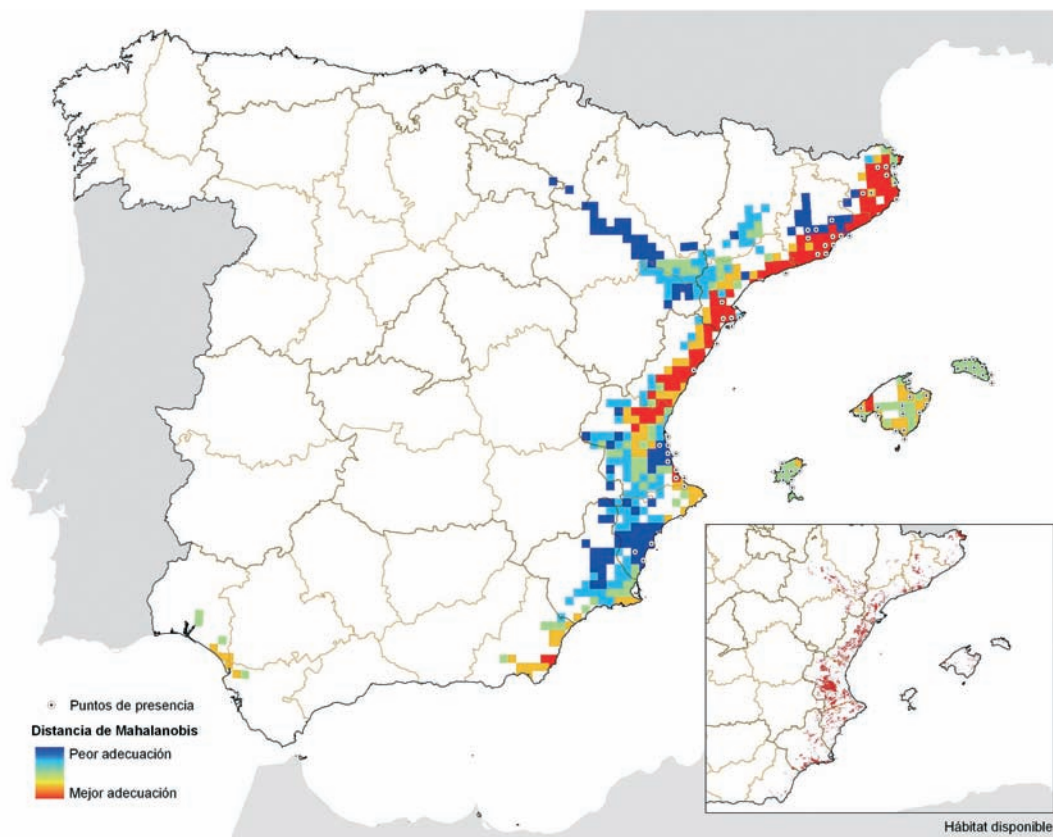 Puntos de presencia
Distancia de Mahalanobis
Peor adecuación
Mejor adecuación
Hábitat disponible